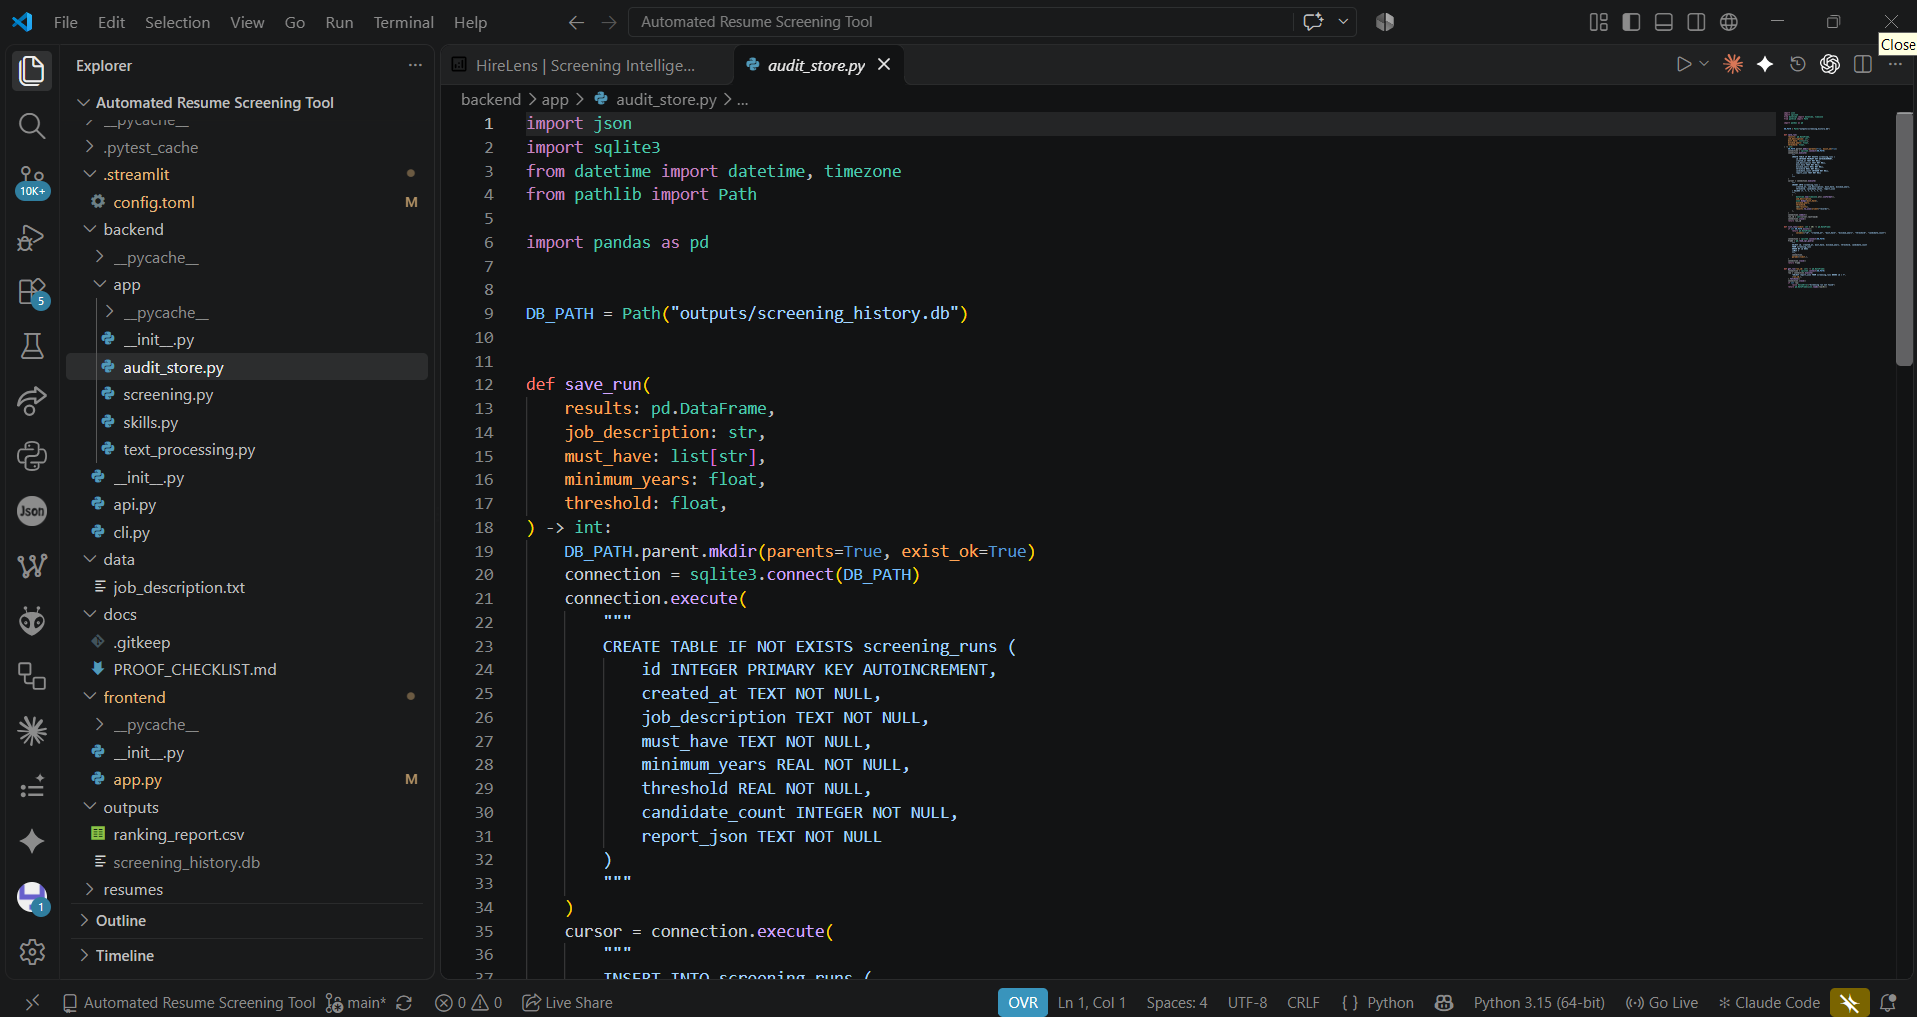 File Edit Selection View Go Run Terminal Help
Automated Resume Screening Tool
Close
Explorer
Automated Resume Screening Tool
__pycache__
.pytest_cache
.streamlit
config.toml M
backend
__pycache__
app
__pycache__
__init__.py
audit_store.py
screening.py
skills.py
text_processing.py
__init__.py
api.py
cli.py
data
job_description.txt
docs
.gitkeep
PROOF_CHECKLIST.md
frontend
__pycache__
__init__.py
app.py M
outputs
ranking_report.csv
screening_history.db
resumes
Outline
Timeline
10K+
5
Json
1
HireLens | Screening Intellige...
audit_store.py
backend > app > audit_store.py > ...
1 import json
2 import sqlite3
3 from datetime import datetime, timezone
4 from pathlib import Path
5
6 import pandas as pd
7
8
9 DB_PATH = Path("outputs/screening_history.db")
10
11
12 def save_run(
13 results: pd.DataFrame,
14 job_description: str,
15 must_have: list[str],
16 minimum_years: float,
17 threshold: float,
18 ) -> int:
19 DB_PATH.parent.mkdir(parents=True, exist_ok=True)
20 connection = sqlite3.connect(DB_PATH)
21 connection.execute(
22 """
23 CREATE TABLE IF NOT EXISTS screening_runs (
24 id INTEGER PRIMARY KEY AUTOINCREMENT,
25 created_at TEXT NOT NULL,
26 job_description TEXT NOT NULL,
27 must_have TEXT NOT NULL,
28 minimum_years REAL NOT NULL,
29 threshold REAL NOT NULL,
30 candidate_count INTEGER NOT NULL,
31 report_json TEXT NOT NULL
32 )
33 """
34 )
35 cursor = connection.execute(
36 """
37 INSERT INTO screening_runs (
Automated Resume Screening Tool main* 0 0 Live Share
OVR Ln 1, Col 1 Spaces: 4 UTF-8 CRLF { } Python Python 3.15 (64-bit) Go Live Claude Code